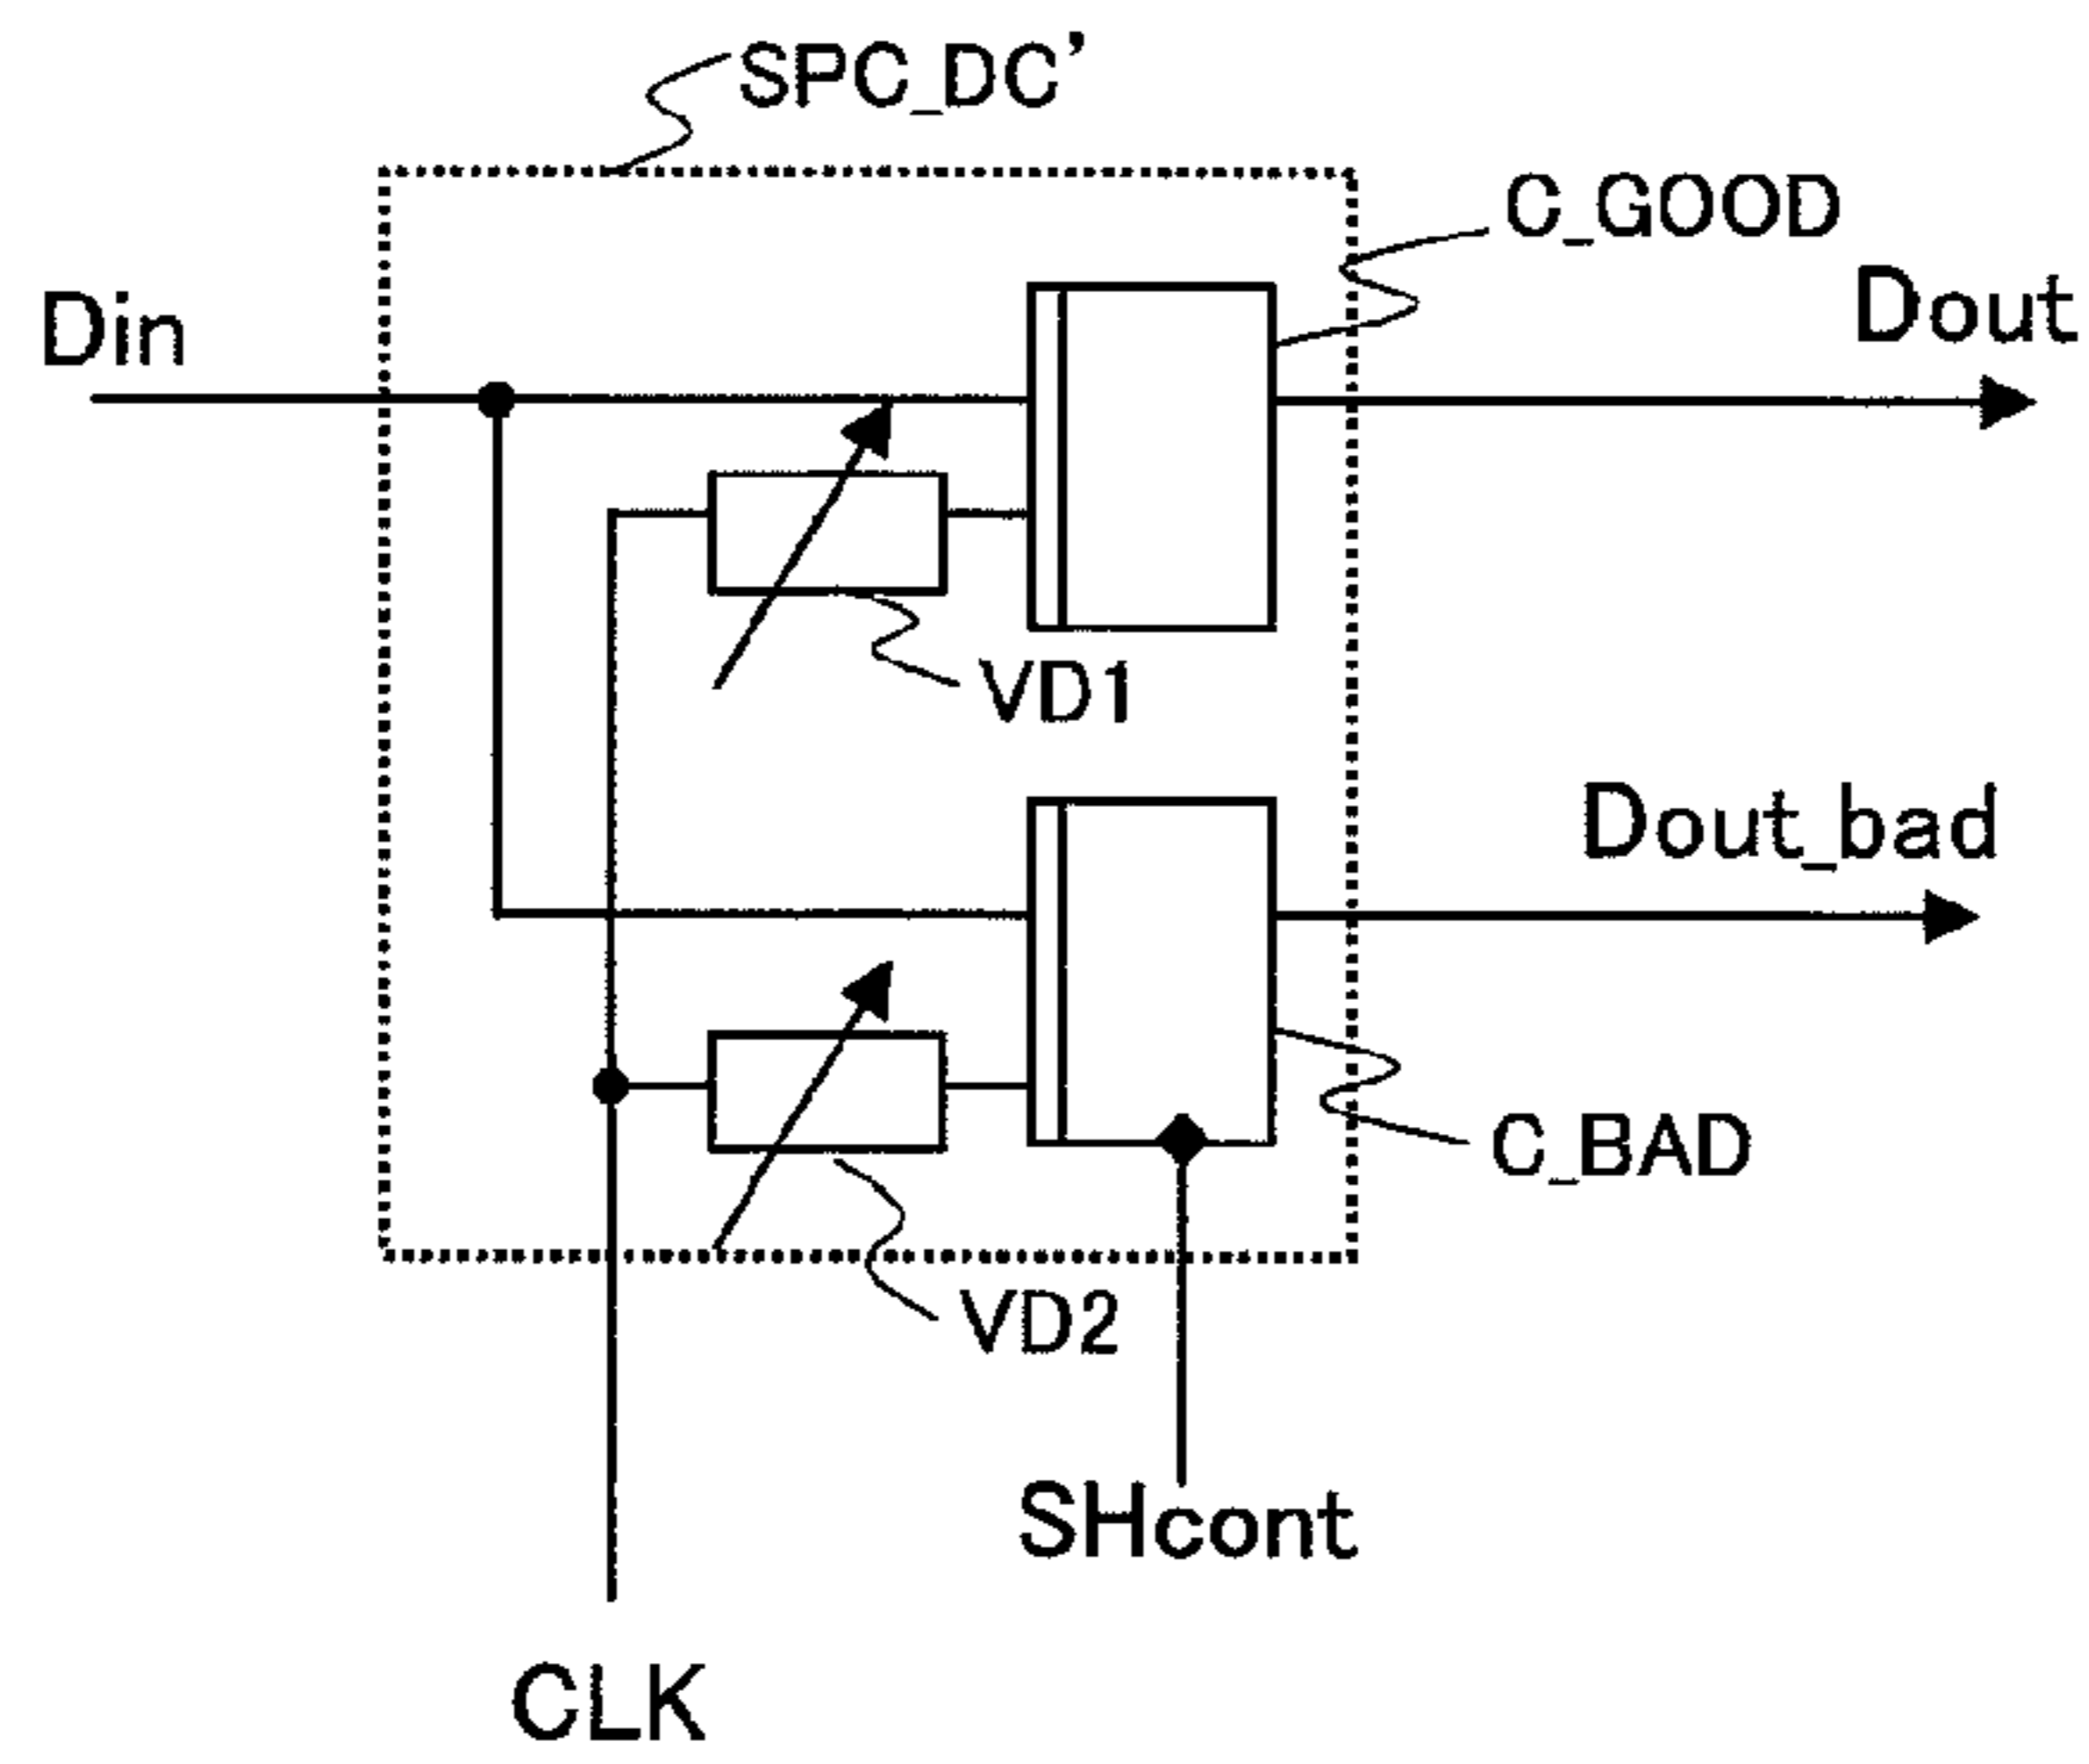 SPC_DC'
C_GOOD
Din
Dout
VD1
Dout_bad
C_BAD
VD2
SHcont
CLK